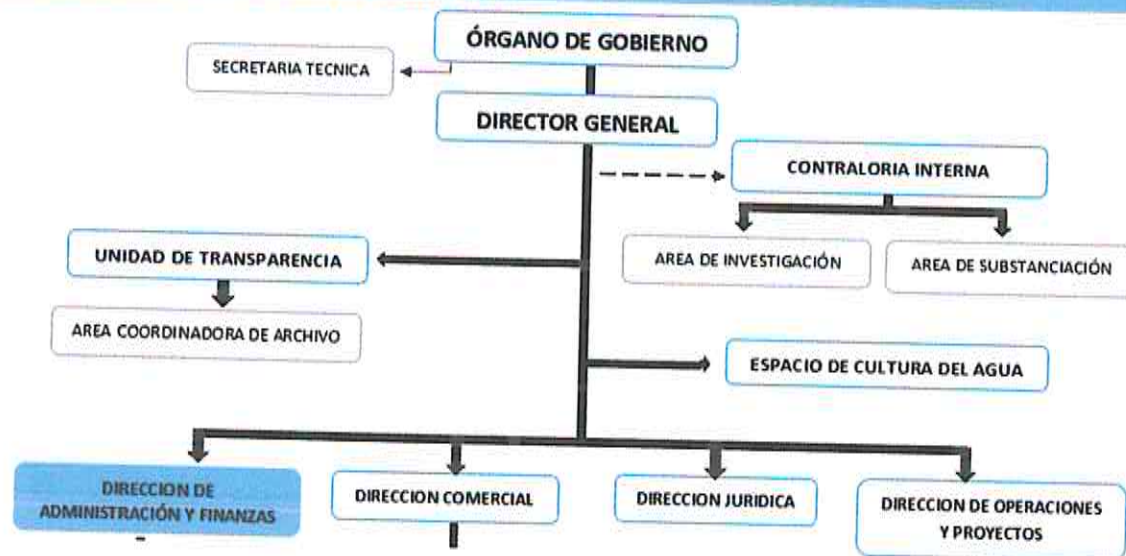 ÓRGANO DE GOBIERNO
SECRETARIA TECNICA
DIRECTOR GENERAL
CONTRALORIA INTERNA
AREA DE INVESTIGACIÓN
AREA DE SUBSTANCIACIÓN
UNIDAD DE TRANSPARENCIA
AREA COORDINADORA DE ARCHIVO
ESPACIO DE CULTURA DEL AGUA
DIRECCION DE
ADMINISTRACIÓN Y FINANZAS
DIRECCION COMERCIAL
DIRECCION JURIDICA
DIRECCION DE OPERACIONES
Y PROYECTOS